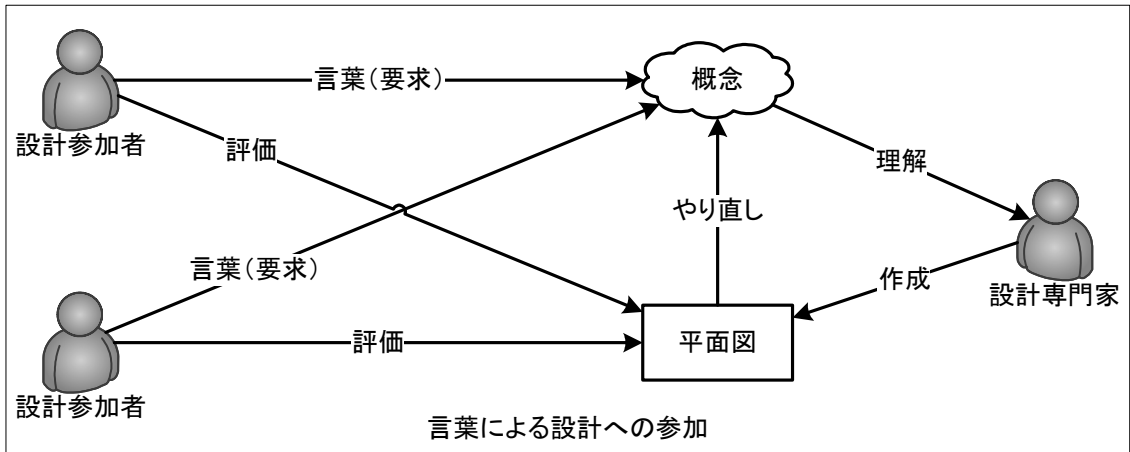 言葉（要求）
概念
設計参加者
評価
理解
やり直し
言葉（要求）
作成
設計専門家
評価
平面図
設計参加者
言葉による設計への参加